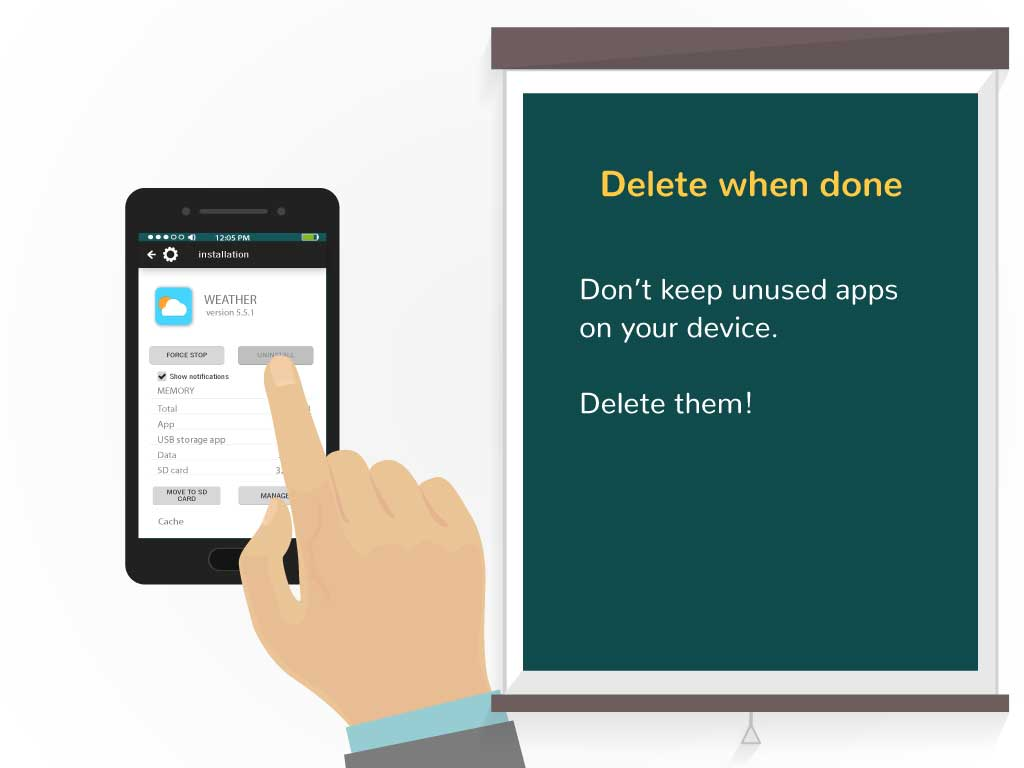 Delete when done
Don't keep unused apps
on your device.
Delete them!
12:05 PM
installation
WEATHER
version 5.5.1
FORCE STOP
Show notifications
MEMORY
Total
App
USB storage app
Data
SD card
MOVE TO SD
CARD
MANAGE
Cache